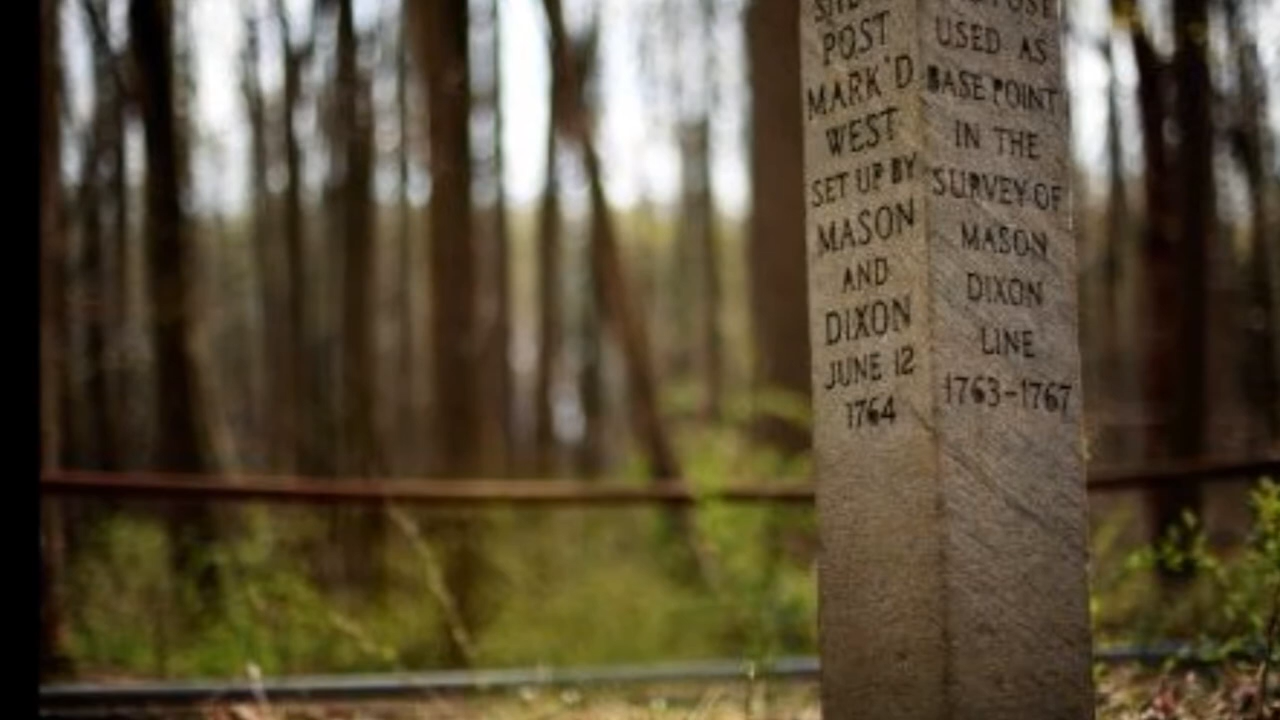 POST
MARK'D
WEST
SET UP BY
MASON
AND
DIXON
JUNE 12
1764
USED AS
BASE POINT
IN THE
SURVEY OF
MASON
DIXON
LINE
1763-1767